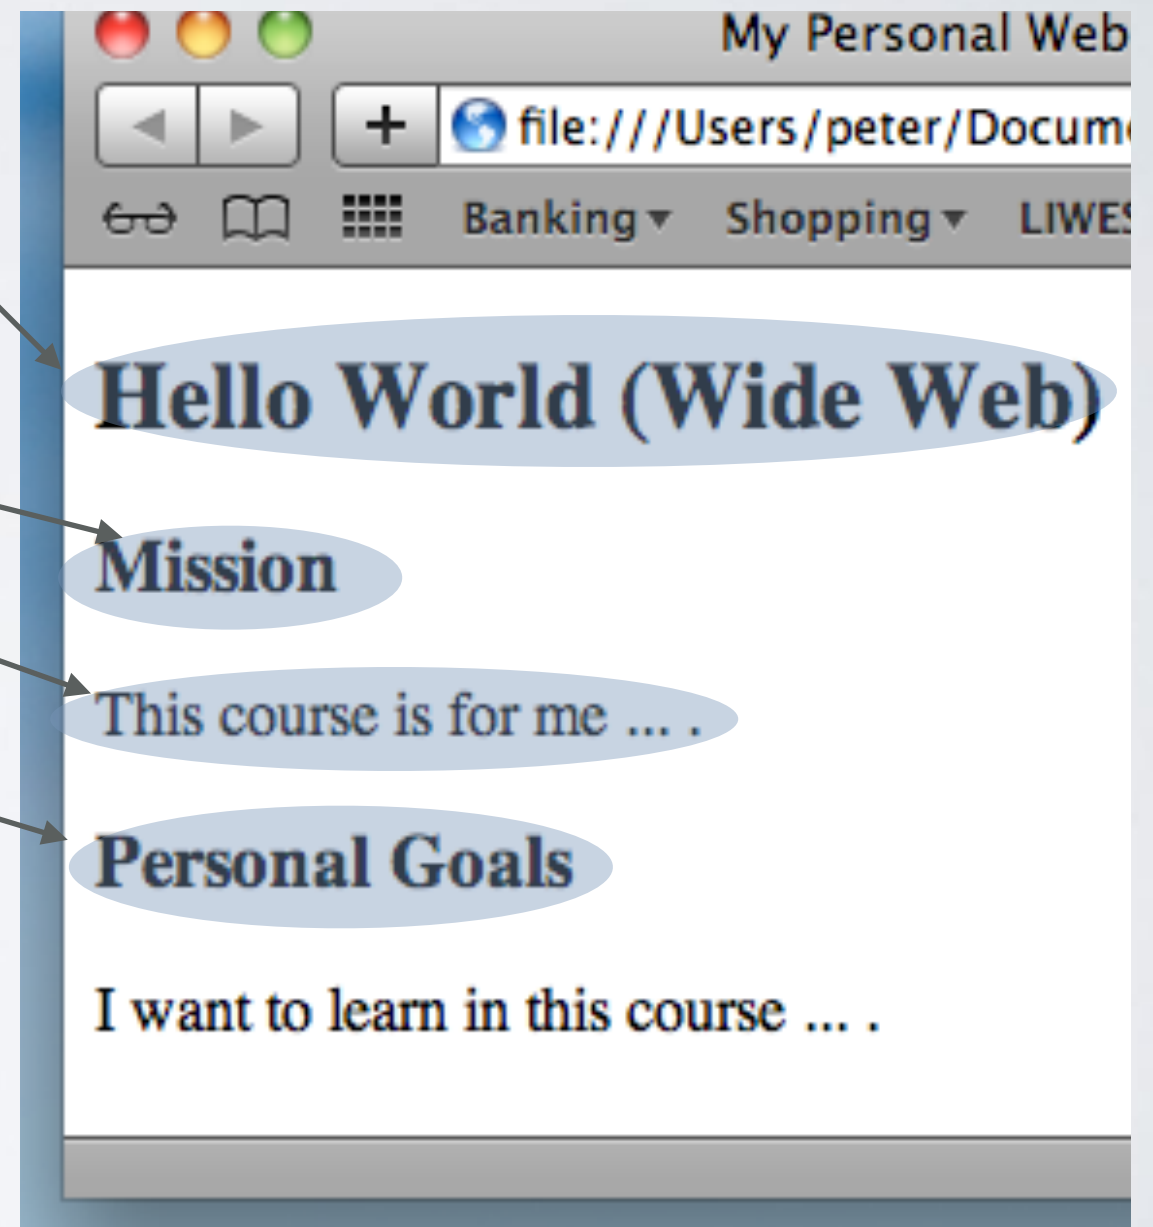 My Personal Web
file:///Users/peter/Docum
Banking Shopping LIWES
Hello World (Wide Web)
Mission
This course is for me ... .
Personal Goals
I want to learn in this course ... .